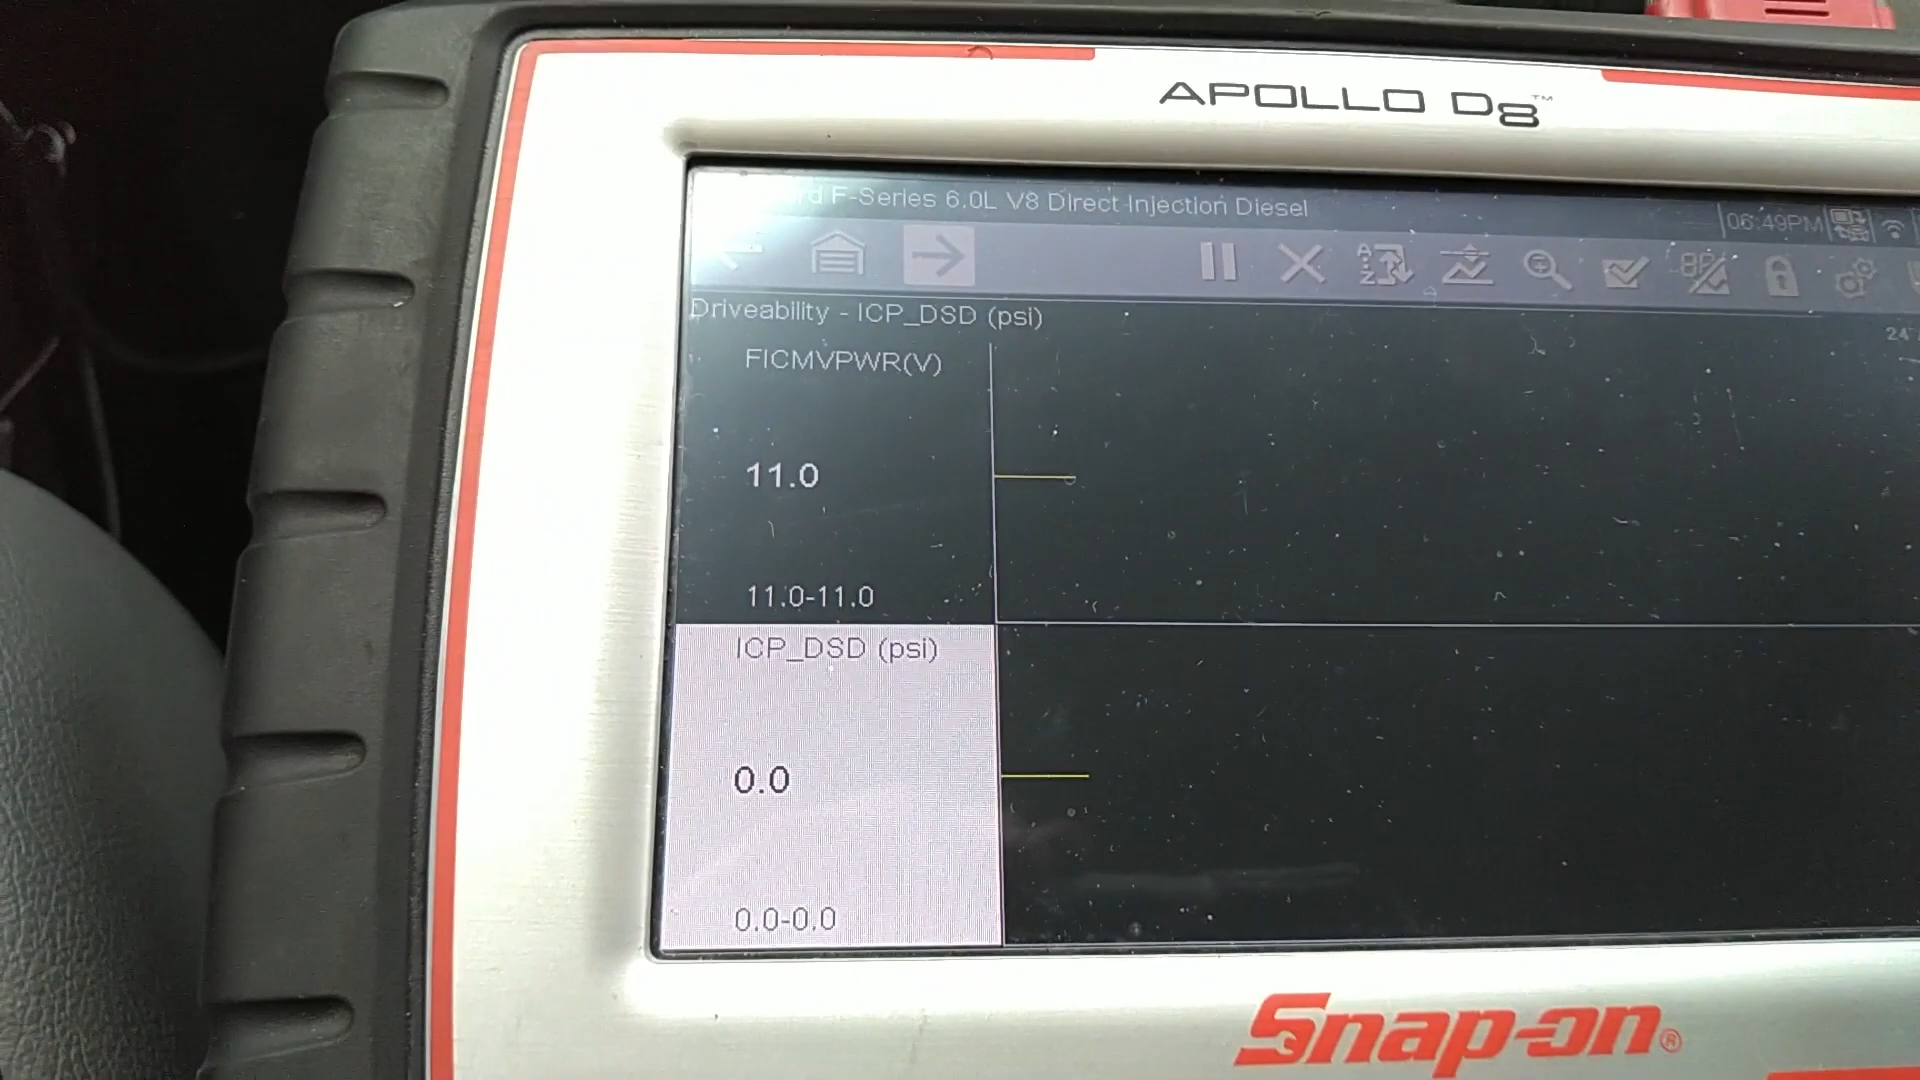 APOLLO D8™
rd F-Series 6.0L V8 Direct Injection Diesel
06:49PM
Driveability - ICP_DSD (psi)
24
FICMVPWR(V)
11.0
11.0-11.0
ICP_DSD (psi)
0.0
0.0-0.0
Snap-on®